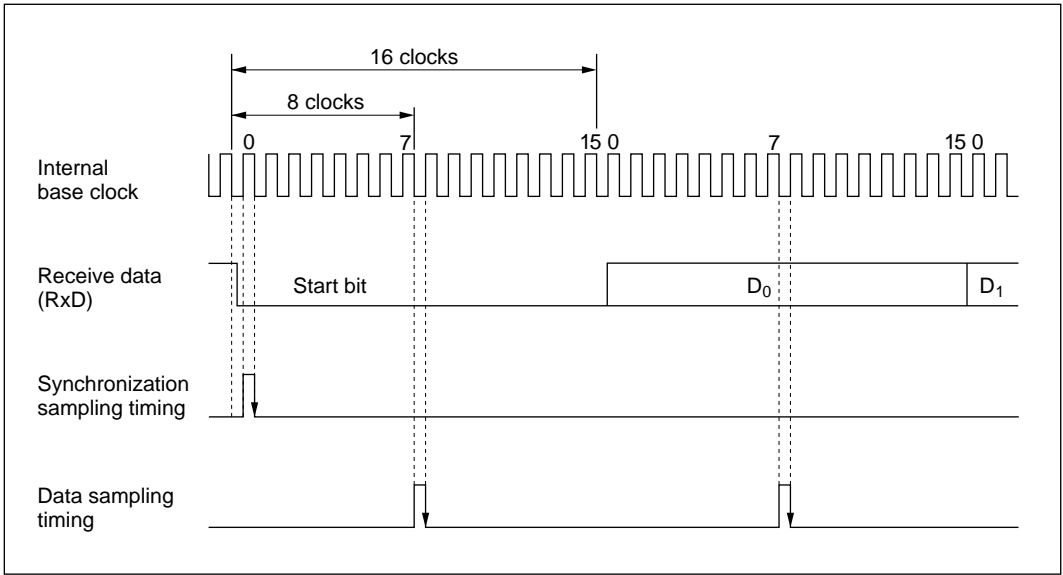 16 clocks
8 clocks
0 7 15 0 7 15 0
Internal
base clock
Receive data
(RxD)
Start bit D0 D1
Synchronization
sampling timing
Data sampling
timing